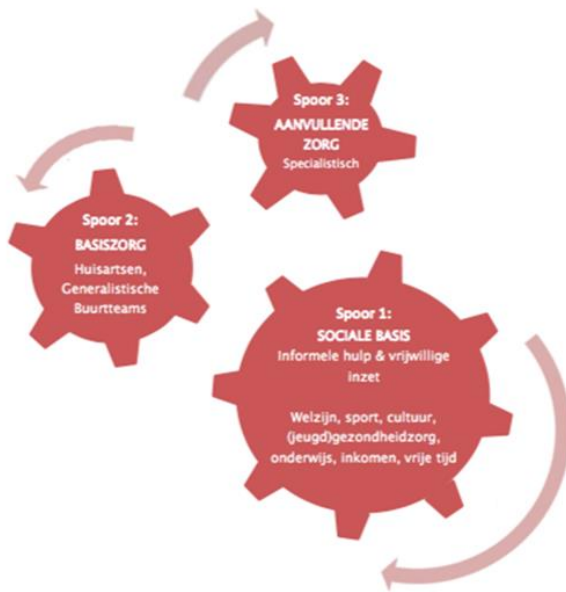 Spoor 3:
AANVULLENDE
ZORG
Specialistisch
Spoor 2:
BASISZORG
Huisartsen,
Generalistische
Buurtteams
Spoor 1:
SOCIALE BASIS
Informele hulp & vrijwillige
inzet
Welzijn, sport, cultuur,
(jeugd)gezondheidzorg,
onderwijs, inkomen, vrije tijd